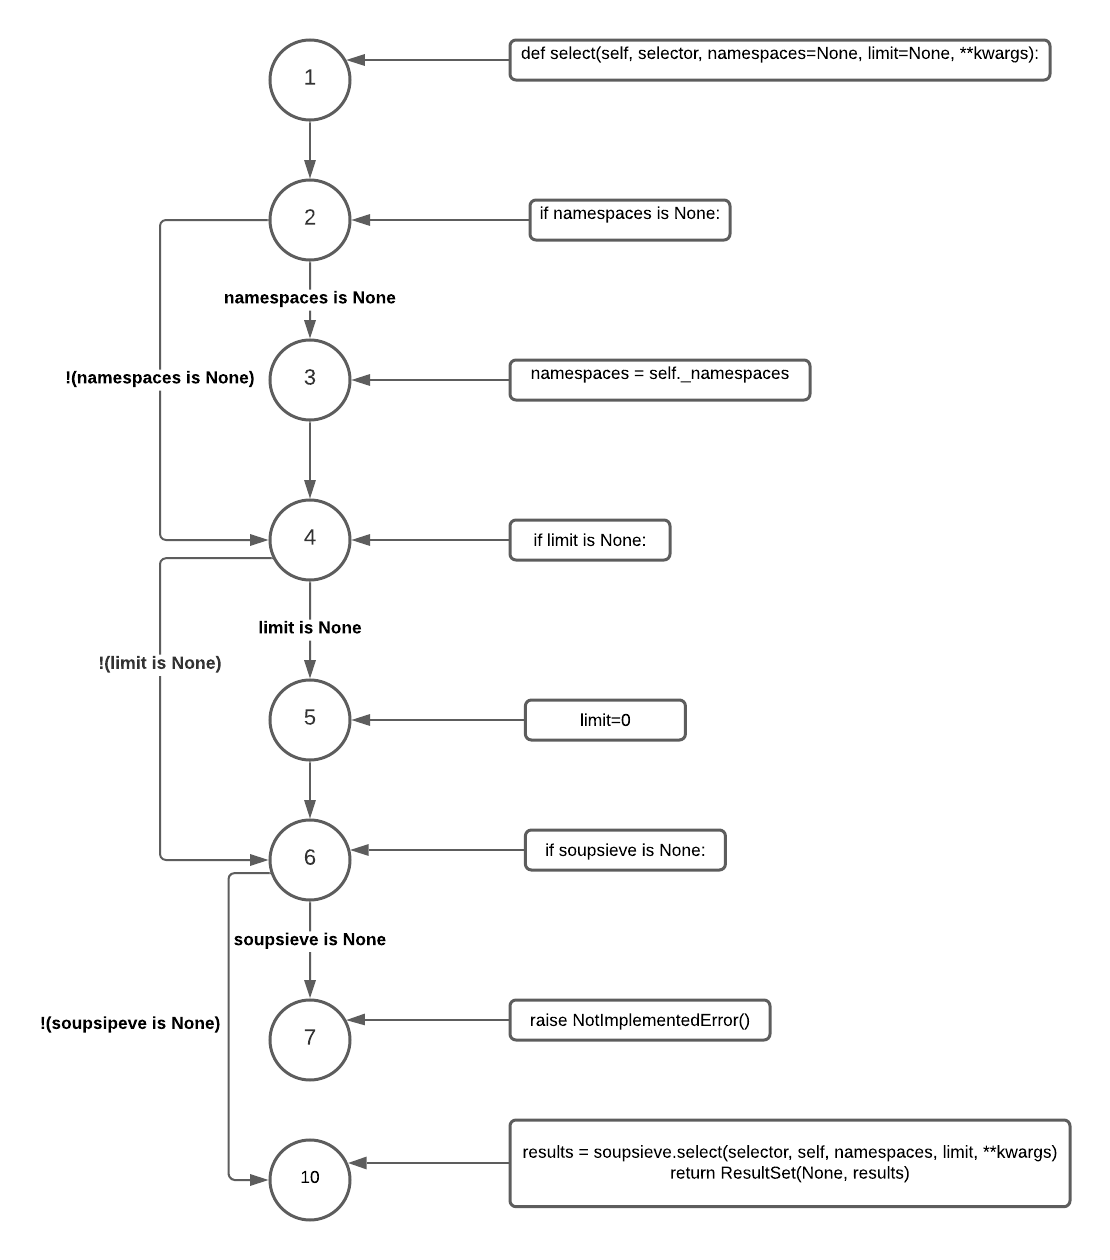 1
def select(self, selector, namespaces=None, limit=None, **kwargs):
2
if namespaces is None:
namespaces is None
!(namespaces is None)
3
namespaces = self._namespaces
4
if limit is None:
limit is None
!(limit is None)
5
limit=0
6
if soupsieve is None:
soupsieve is None
!(soupsipeve is None)
7
raise NotImplementedError()
10
results = soupsieve.select(selector, self, namespaces, limit, **kwargs)
return ResultSet(None, results)